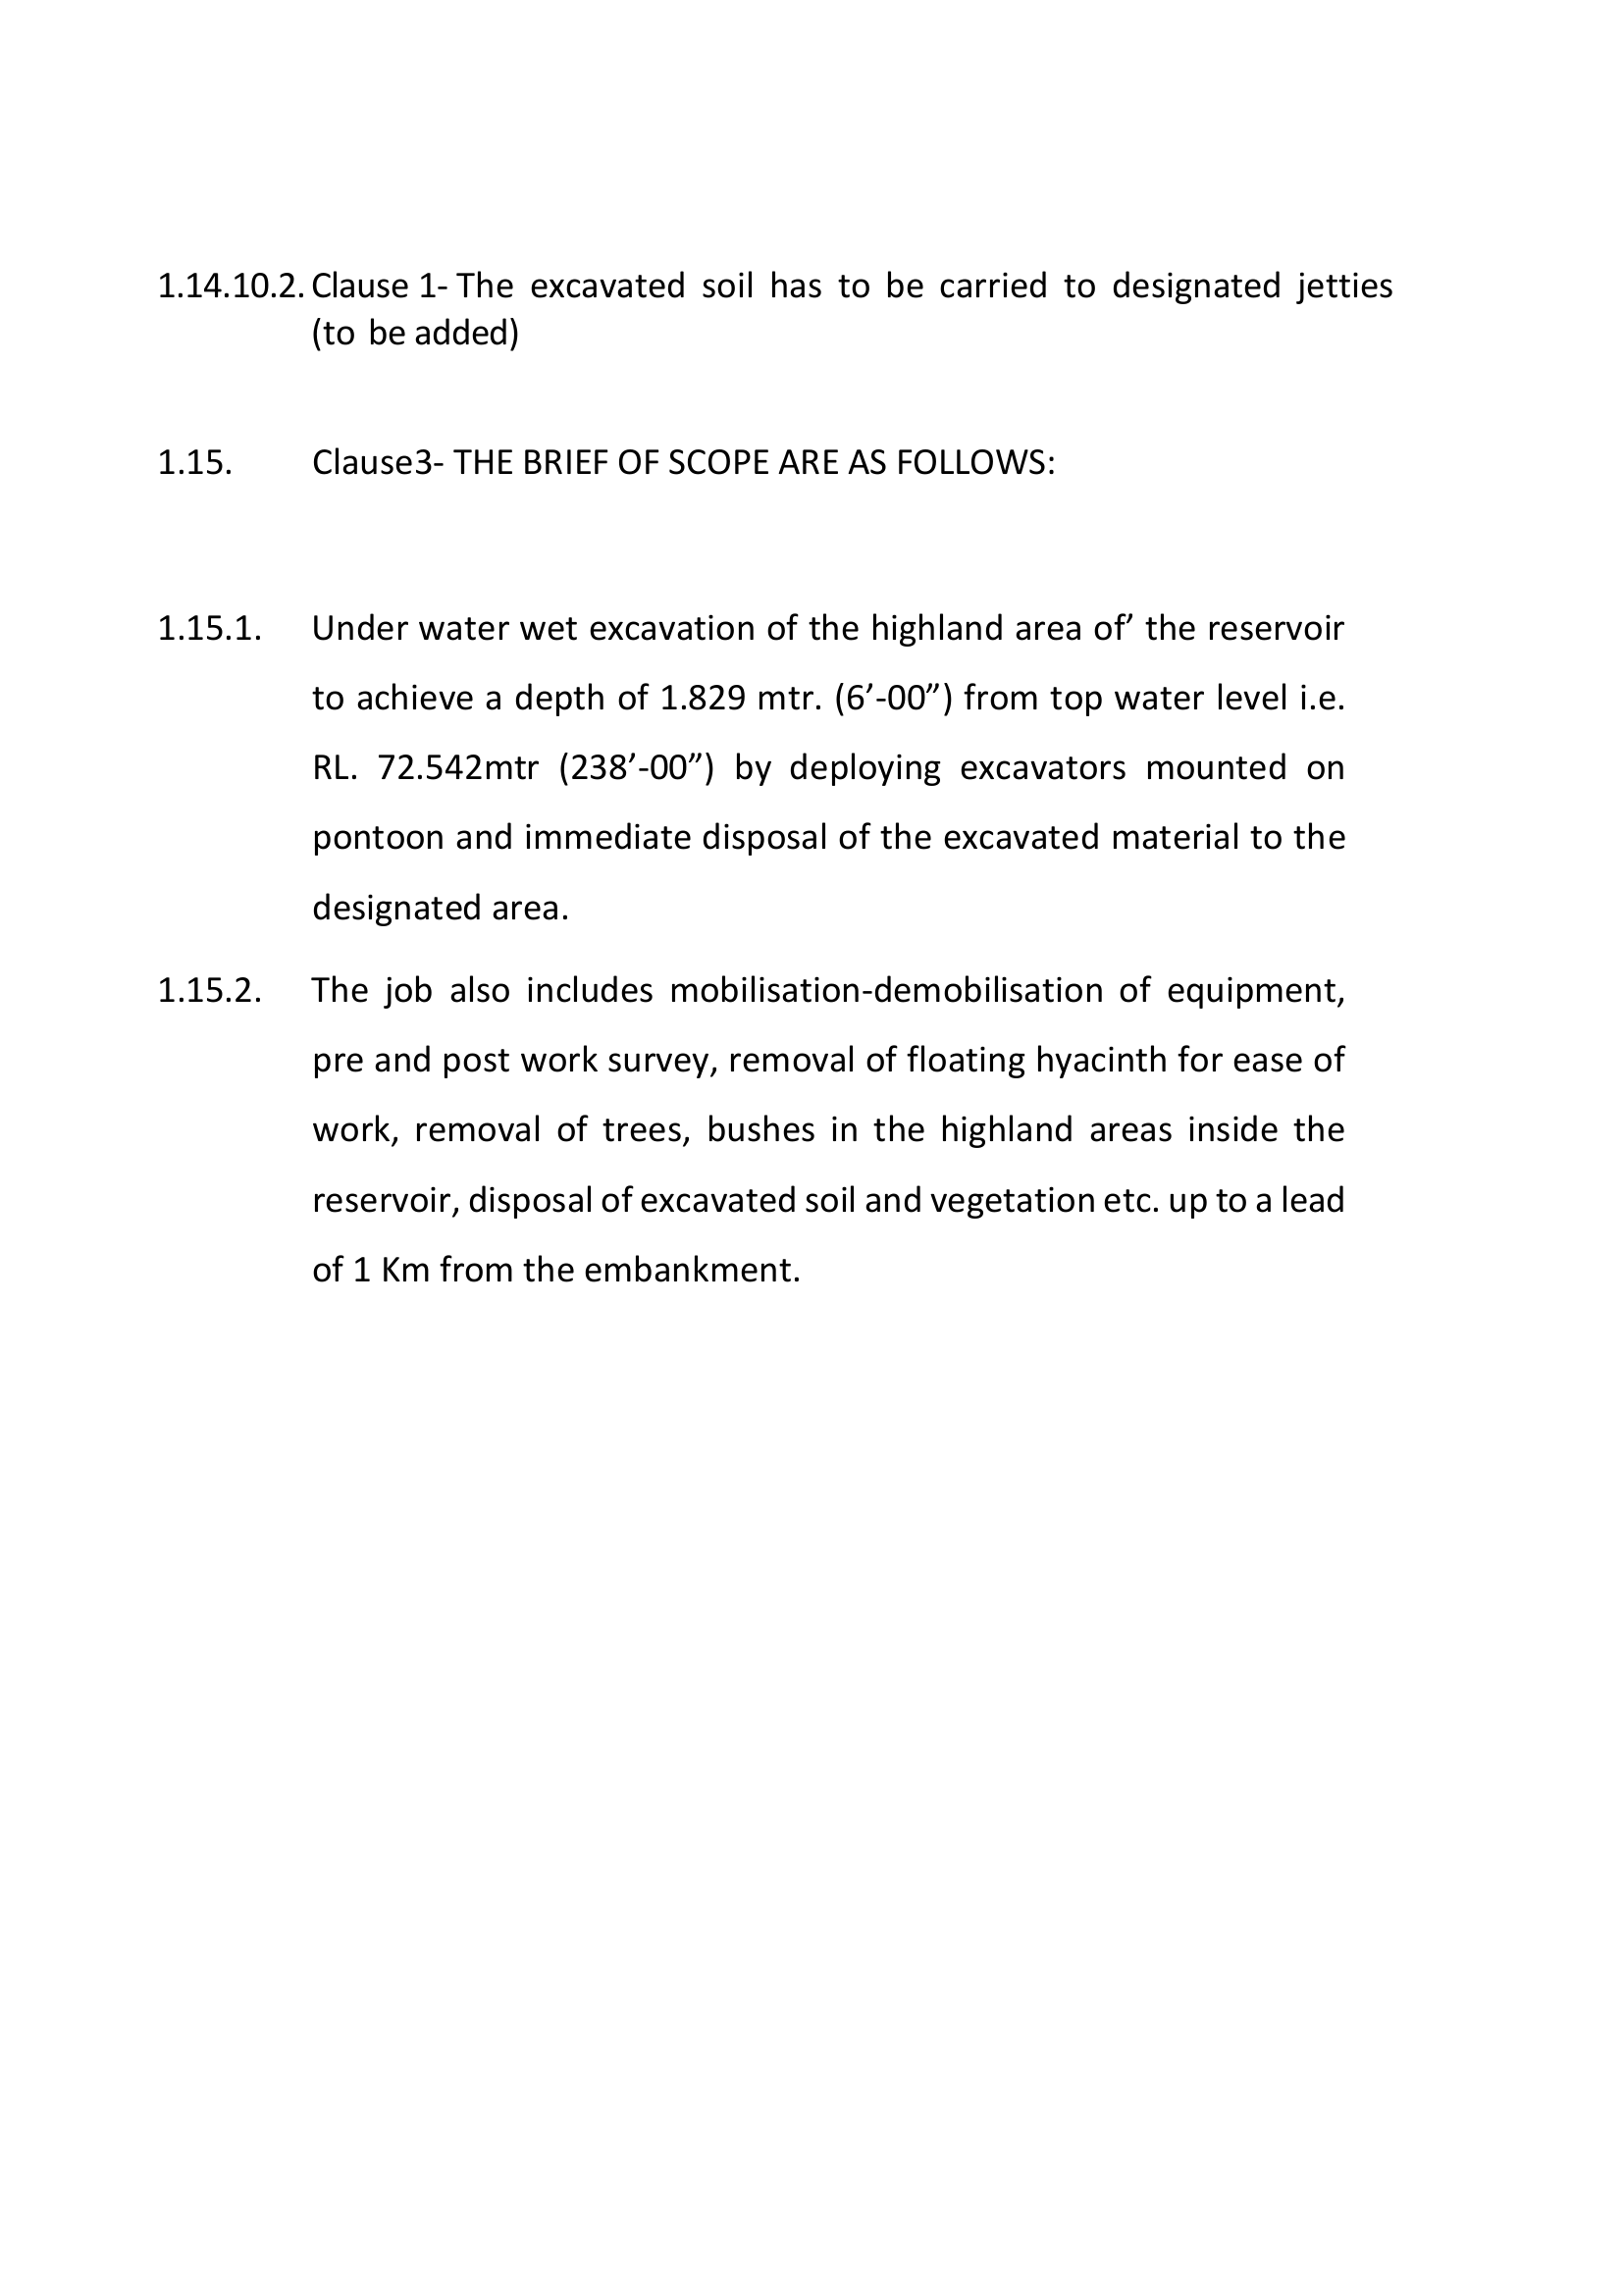 1.14.10.2. Clause 1- The excavated soil has to be carried to designated jetties
(to be added)
1.15. Clause3- THE BRIEF OF SCOPE ARE AS FOLLOWS:
1.15.1. Under water wet excavation of the highland area of’ the reservoir
to achieve a depth of 1.829 mtr. (6’-00”) from top water level i.e.
RL. 72.542mtr (238’-00”) by deploying excavators mounted on
pontoon and immediate disposal of the excavated material to the
designated area.
1.15.2. The job also includes mobilisation-demobilisation of equipment,
pre and post work survey, removal of floating hyacinth for ease of
work, removal of trees, bushes in the highland areas inside the
reservoir, disposal of excavated soil and vegetation etc. up to a lead
of 1 Km from the embankment.